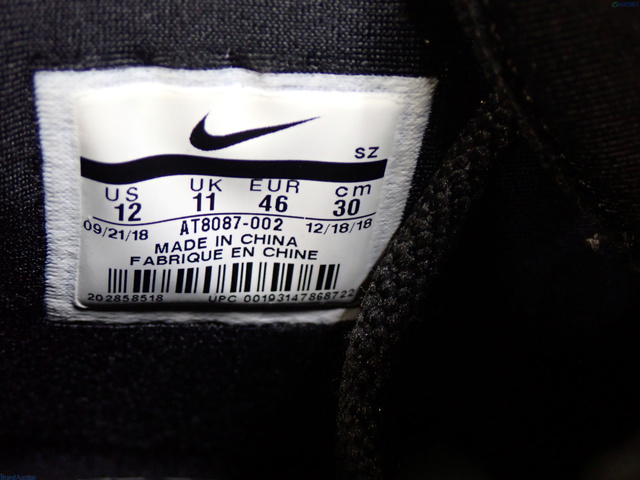 SZ
US UK EUR cm
12 11 46 30
09/21/18 AT8087-002 12/18/18
MADE IN CHINA
FABRIQUE EN CHINE
202858518 UPC 00193147868722